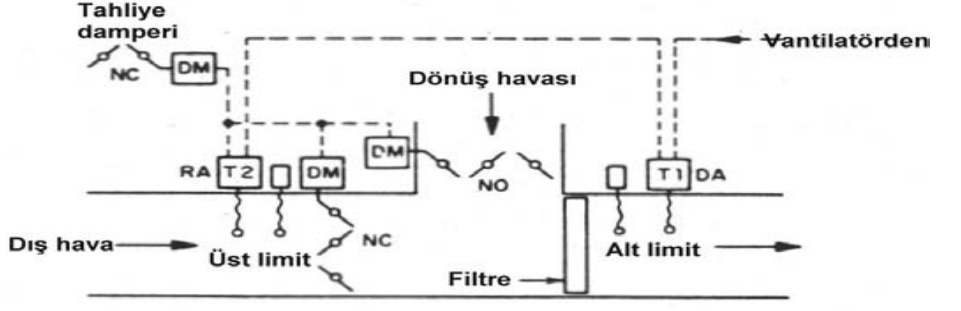 Tahliye
damperi
NC
DM
Vantilatörden
Dönüş havası
DM
RA
T2
DM
NO
T1
DA
Dış hava
Üst limit
NC
Filtre
Alt limit